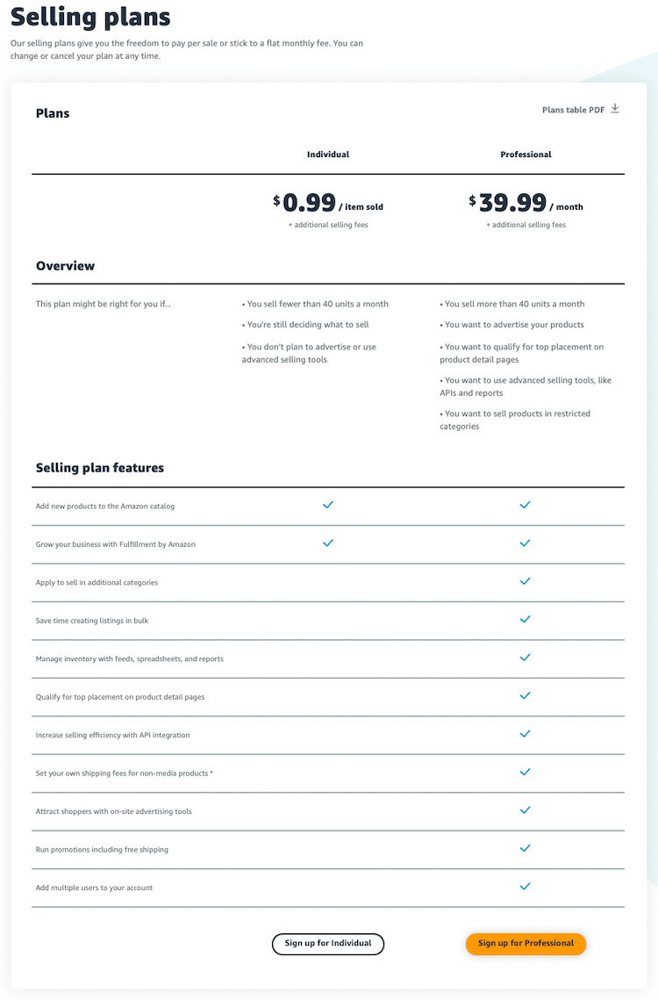 Selling plans
Our selling plans give you the freedom to pay per sale or stick to a flat monthly fee. You can
change or cancel your plan at any time.
Plans
Plans table PDF
Individual
Professional
$0.99 / item sold
$39.99 / month
+ additional selling fees
+ additional selling fees
Overview
This plan might be right for you if...
• You sell fewer than 40 units a month
• You're still deciding what to sell
• You don't plan to advertise or use
advanced selling tools
• You sell more than 40 units a month
• You want to advertise your products
• You want to qualify for top placement on
product detail pages
• You want to use advanced selling tools, like
APIs and reports
• You want to sell products in restricted
categories
Selling plan features
Add new products to the Amazon catalog
Grow your business with Fulfillment by Amazon
Apply to sell in additional categories
Save time creating listings in bulk
Manage inventory with feeds, spreadsheets, and reports
Qualify for top placement on product detail pages
Increase selling efficiency with API integration
Set your own shipping fees for non-media products *
Attract shoppers with on-site advertising tools
Run promotions including free shipping
Add multiple users to your account
Sign up for Individual
Sign up for Professional